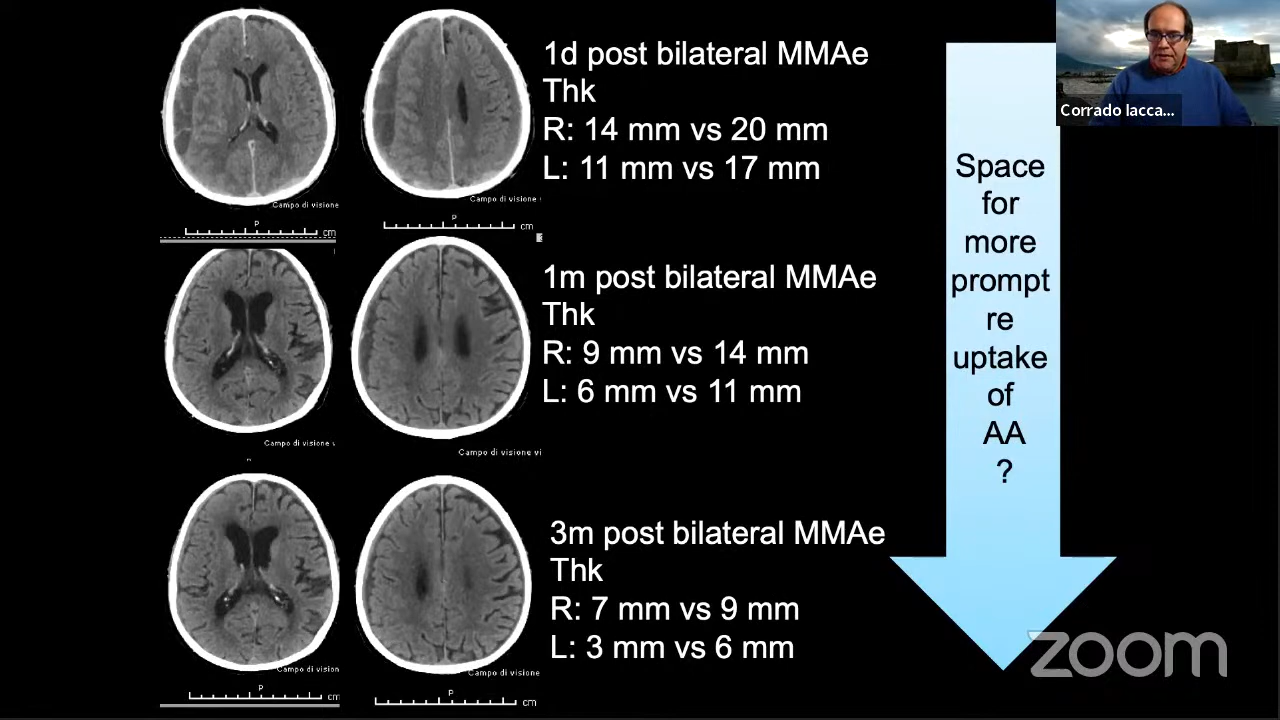 1d post bilateral MMAe
Thk
R: 14 mm vs 20 mm
L: 11 mm vs 17 mm
Campo di visione
Campo di visione
P
cm
cm
1m post bilateral MMAe
Thk
R: 9 mm vs 14 mm
L: 6 mm vs 11 mm
Campo di visione v
Campo di visione vi
3m post bilateral MMAe
Thk
R: 7 mm vs 9 mm
L: 3 mm vs 6 mm
Campo di vision
Campo di visione
P
cm
cm
Space
for
more
prompt
re
uptake
of
AA
?
Corrado Iacca...
zoom